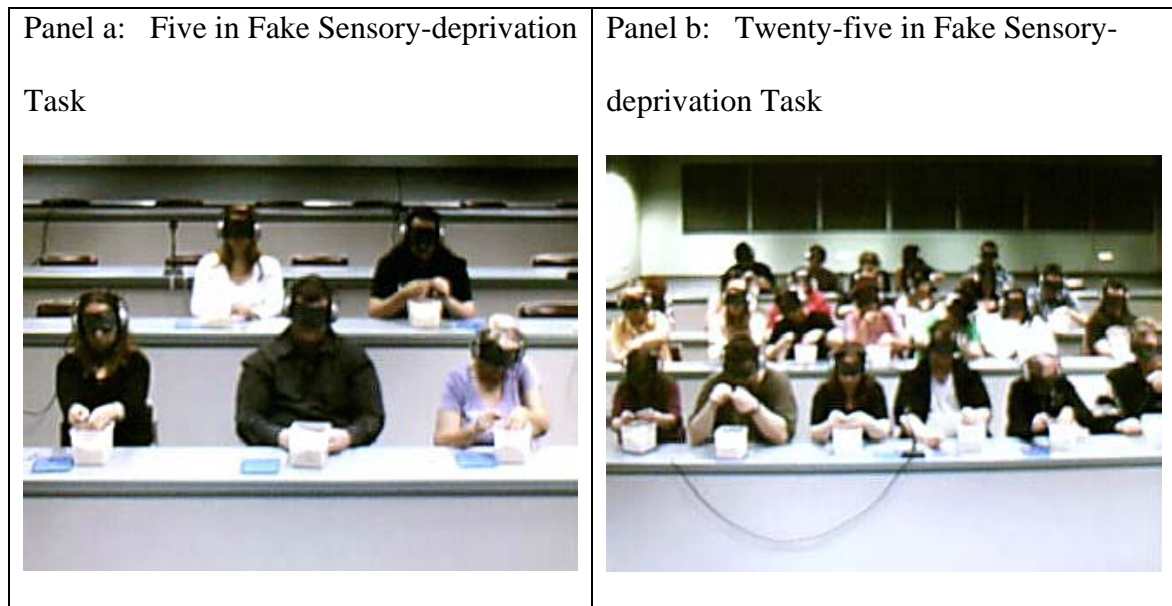 Panel a: Five in Fake Sensory-deprivation
Task
Panel b: Twenty-five in Fake Sensory-
deprivation Task